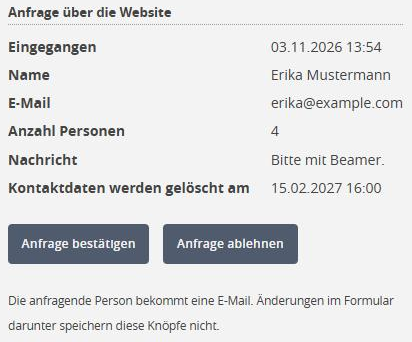 Anfrage über die Website
Eingegangen 03.11.2026 13:54
Name Erika Mustermann
E-Mail erika@example.com
Anzahl Personen 4
Nachricht Bitte mit Beamer.
Kontaktdaten werden gelöscht am 15.02.2027 16:00
Anfrage bestätigen Anfrage ablehnen
Die anfragende Person bekommt eine E-Mail. Änderungen im Formular
darunter speichern diese Knöpfe nicht.